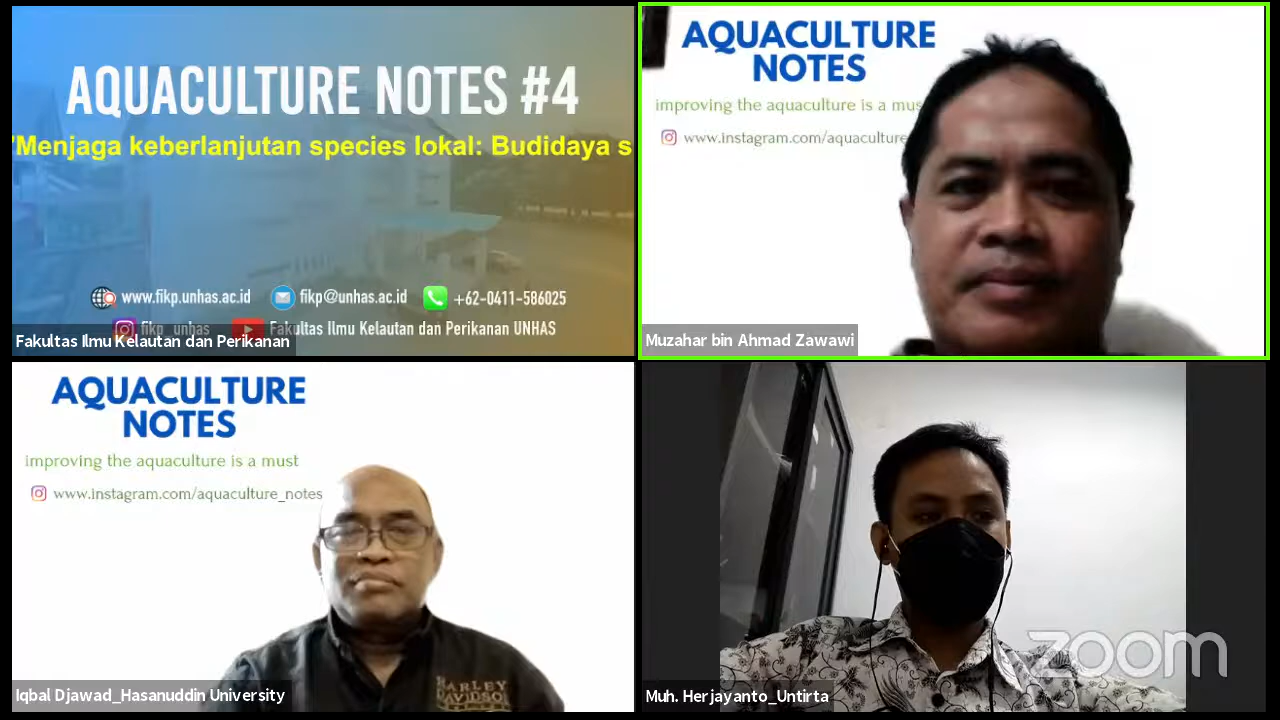 AQUACULTURE NOTES #4
"Menjaga keberlanjutan species lokal: Budidaya s
www.fikp.unhas.ac.id fikp@unhas.ac.id +62-0411-586025
fikp_unhas Fakultas Ilmu Kelautan dan Perikanan UNHAS
Fakultas Ilmu Kelautan dan Perikanan
AQUACULTURE
NOTES
improving the aquaculture is a mus
www.instagram.com/aquaculture
Muzahar bin Ahmad Zawawi
AQUACULTURE
NOTES
improving the aquaculture is a must
www.instagram.com/aquaculture_notes
HARLEY
DAVIDSON
Iqbal Djawad_Hasanuddin University
zoom
Muh. Herjayanto_Untirta